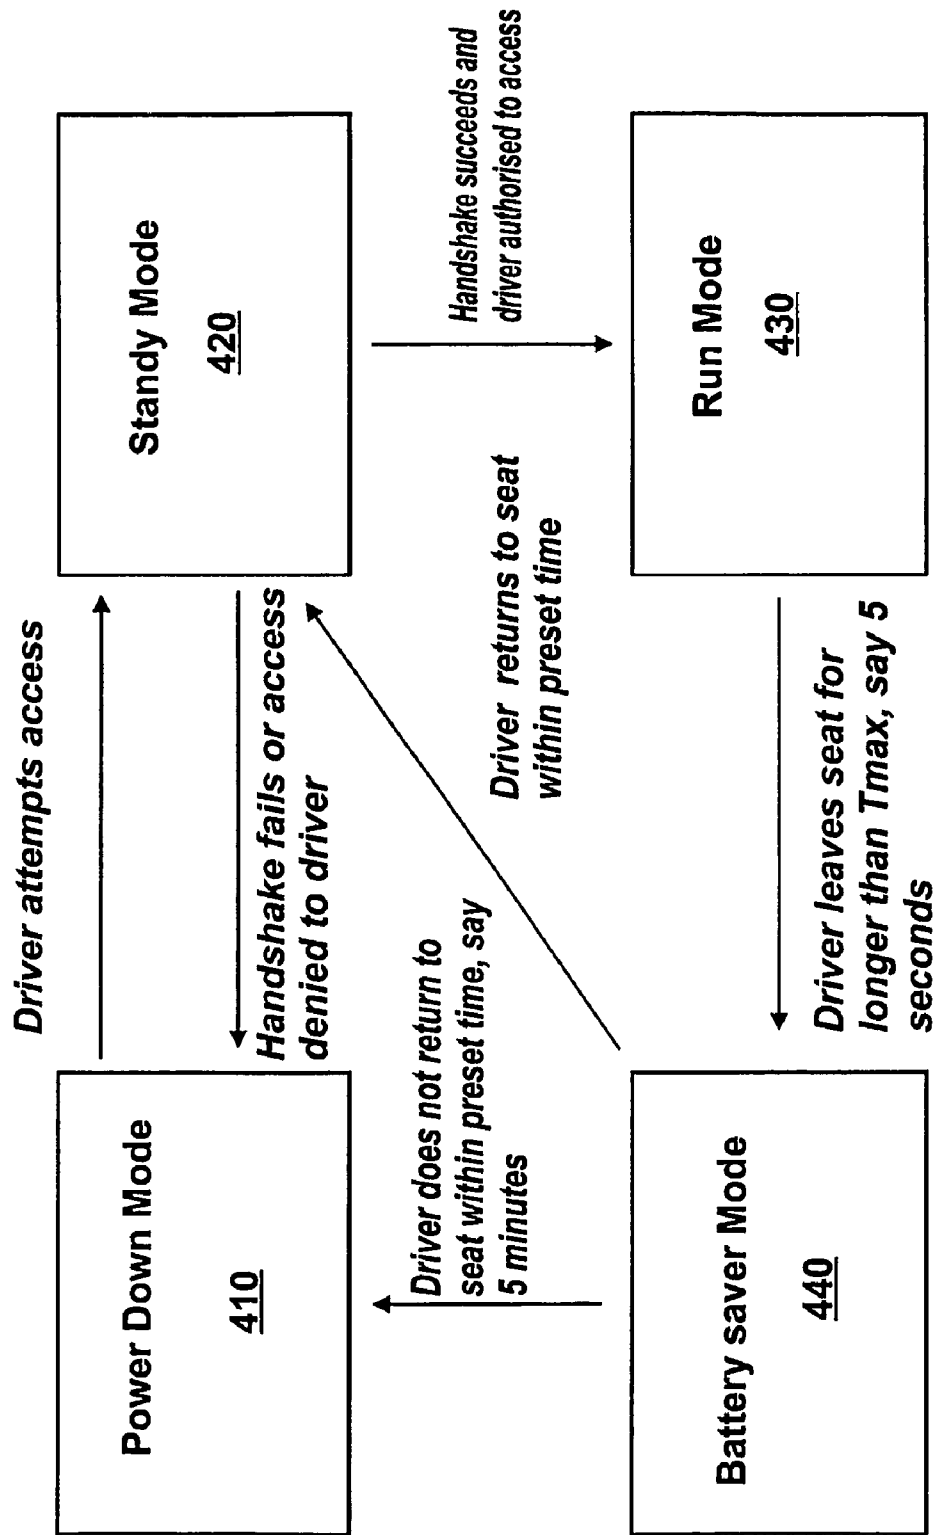 Driver attempts access
Power Down Mode
410
Standy Mode
420
Handshake fails or access
denied to driver
Driver does not return to
seat within preset time, say
5 minutes
Driver returns to seat
within preset time
Handshake succeeds and
driver authorised to access
Battery saver Mode
440
Run Mode
430
Driver leaves seat for
longer than Tmax, say 5
seconds